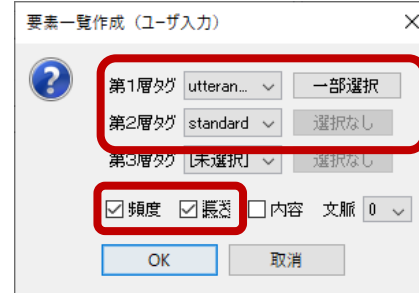 要素一覧作成（ユーザ入力）
第1層タグ utteran... 一部選択
第2層タグ standard 選択なし
第3層タグ [未選択] 選択なし
頻度 長さ 内容 文脈 0
OK 取消